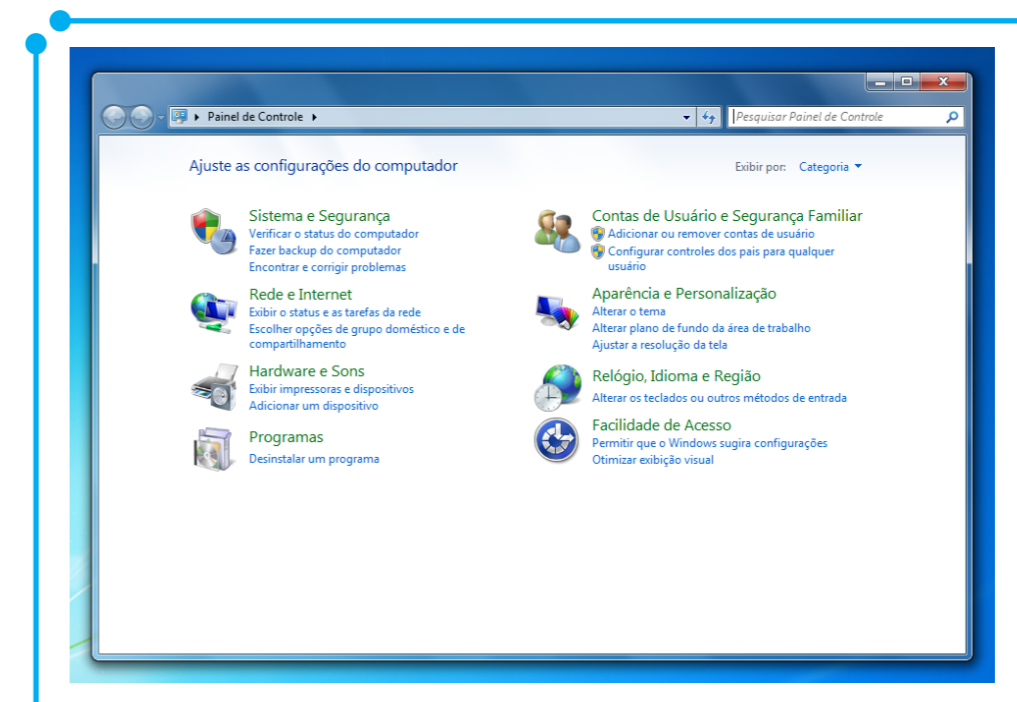 Painel de Controle
Pesquisar Painel de Controle
Ajuste as configurações do computador
Exibir por: Categoria
Sistema e Segurança
Verificar o status do computador
Fazer backup do computador
Encontrar e corrigir problemas
Rede e Internet
Exibir o status e as tarefas da rede
Escolher opções de grupo doméstico e de
compartilhamento
Hardware e Sons
Exibir impressoras e dispositivos
Adicionar um dispositivo
Programas
Desinstalar um programa
Contas de Usuário e Segurança Familiar
Adicionar ou remover contas de usuário
Configurar controles dos pais para qualquer
usuário
Aparência e Personalização
Alterar o tema
Alterar plano de fundo da área de trabalho
Ajustar a resolução da tela
Relógio, Idioma e Região
Alterar os teclados ou outros métodos de entrada
Facilidade de Acesso
Permitir que o Windows sugira configurações
Otimizar exibição visual